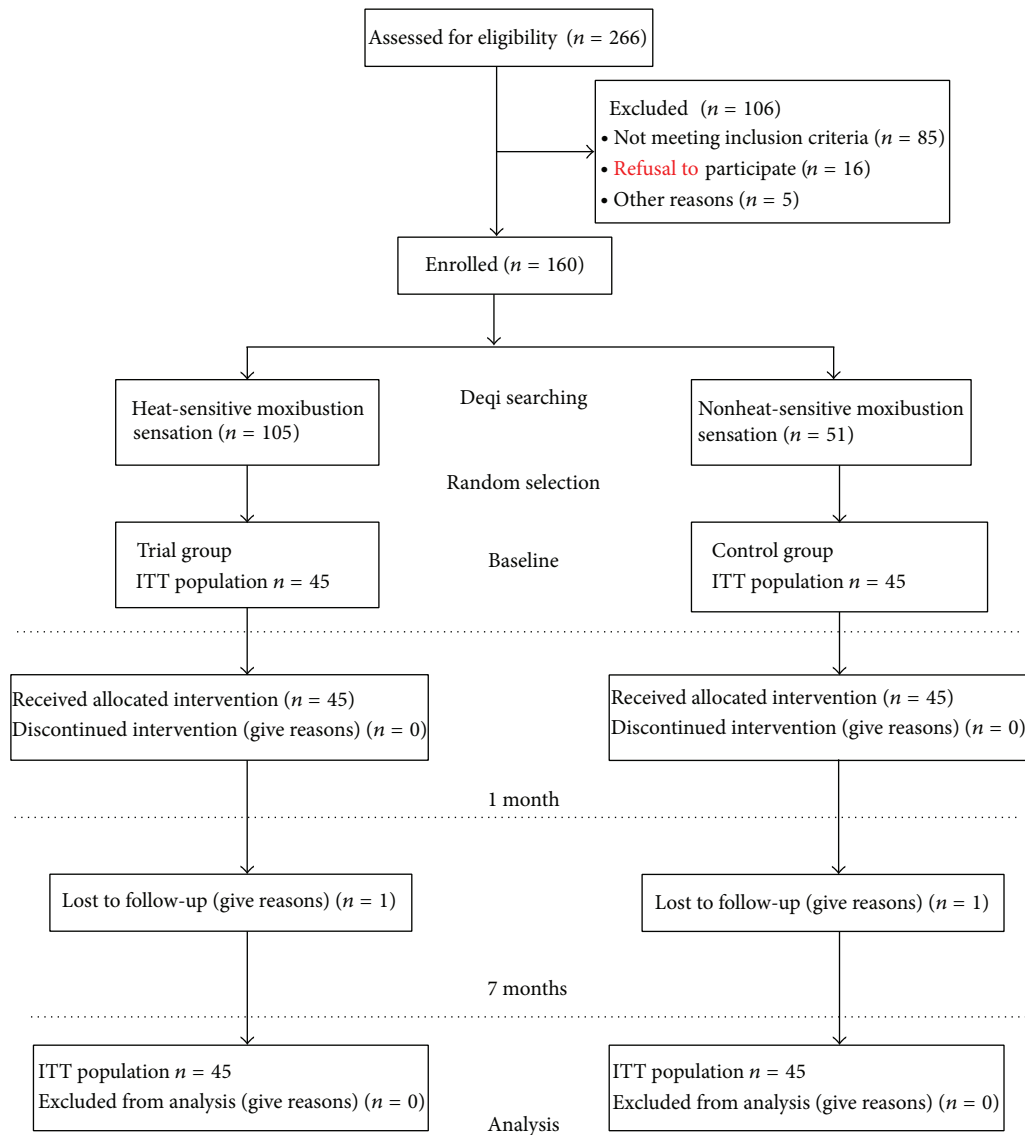 Assessed for eligibility (n = 266)
Excluded (n = 106)
• Not meeting inclusion criteria (n = 85)
• Refusal to participate (n = 16)
• Other reasons (n = 5)
Enrolled (n = 160)
Heat-sensitive moxibustion
sensation (n = 105)
Deqi searching
Nonheat-sensitive moxibustion
sensation (n = 51)
Random selection
Trial group
ITT population n = 45
Baseline
Control group
ITT population n = 45
Received allocated intervention (n = 45)
Discontinued intervention (give reasons) (n = 0)
Received allocated intervention (n = 45)
Discontinued intervention (give reasons) (n = 0)
1 month
Lost to follow-up (give reasons) (n = 1)
Lost to follow-up (give reasons) (n = 1)
7 months
ITT population n = 45
Excluded from analysis (give reasons) (n = 0)
ITT population n = 45
Excluded from analysis (give reasons) (n = 0)
Analysis